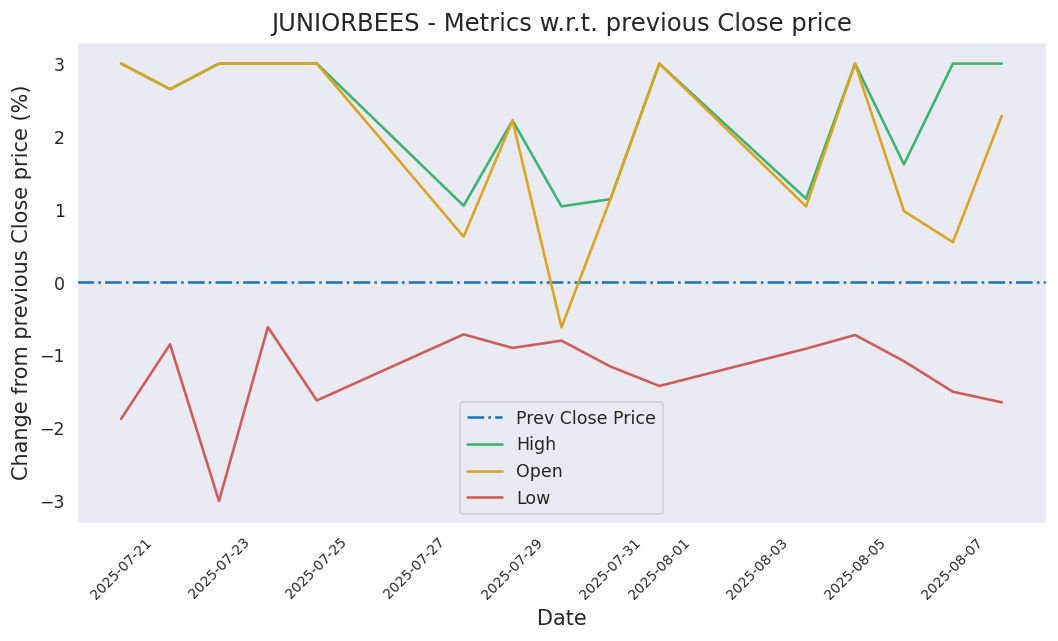 JUNIORBEES - Metrics w.r.t. previous Close price
Change from previous Close price (%)
3
2
1
0
−1
−2
−3
Prev Close Price
High
Open
Low
2025-07-21
2025-07-23
2025-07-25
2025-07-27
2025-07-29
2025-07-31
2025-08-01
2025-08-03
2025-08-05
2025-08-07
Date